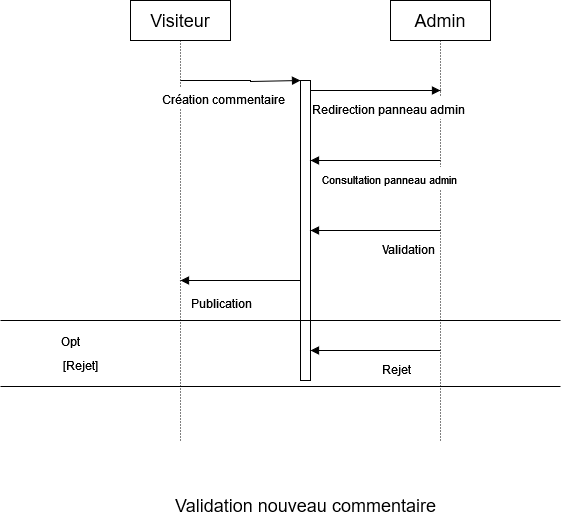 Visiteur
Admin
Création commentaire
Redirection panneau admin
Consultation panneau admin
Validation
Publication
Opt
[Rejet]
Rejet
Validation nouveau commentaire